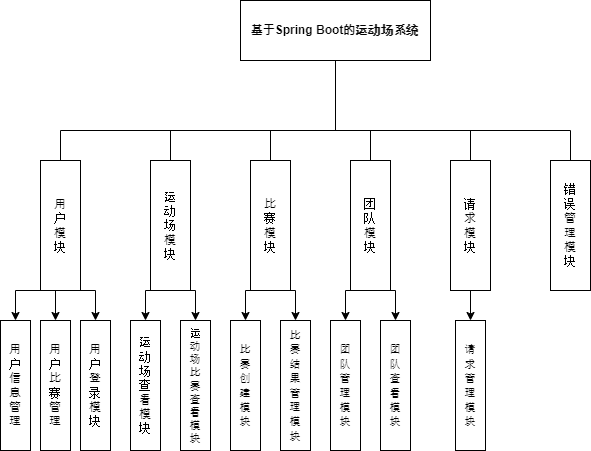 基于Spring Boot的运动场系统
用户模块
运动场模块
比赛模块
团队模块
请求模块
错误管理模块
用户信息管理
用户比赛管理
用户登录模块
运动场查看模块
运动场比赛查看模块
比赛创建模块
比赛结果管理模块
团队管理模块
团队查看模块
请求管理模块